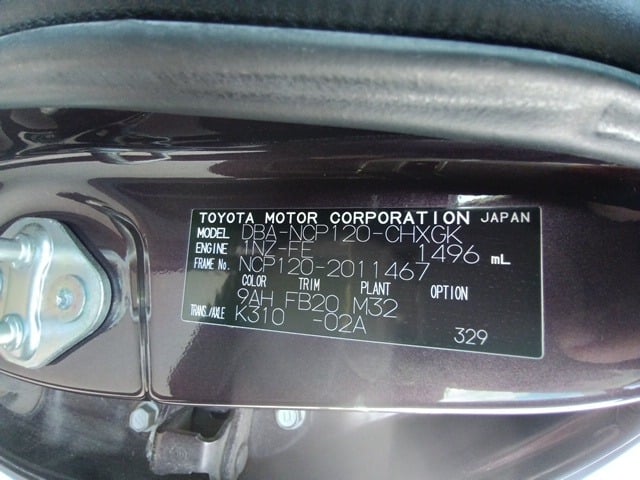 TOYOTA MOTOR CORPORATION JAPAN
MODEL DBA-NCP120-CHXGK
ENGINE 1NZ-FE 1496 mL
FRAME No. NCP120-2011467
COLOR TRIM PLANT OPTION
9AH FB20 M32
TRANS./AXLE K310 -02A
329